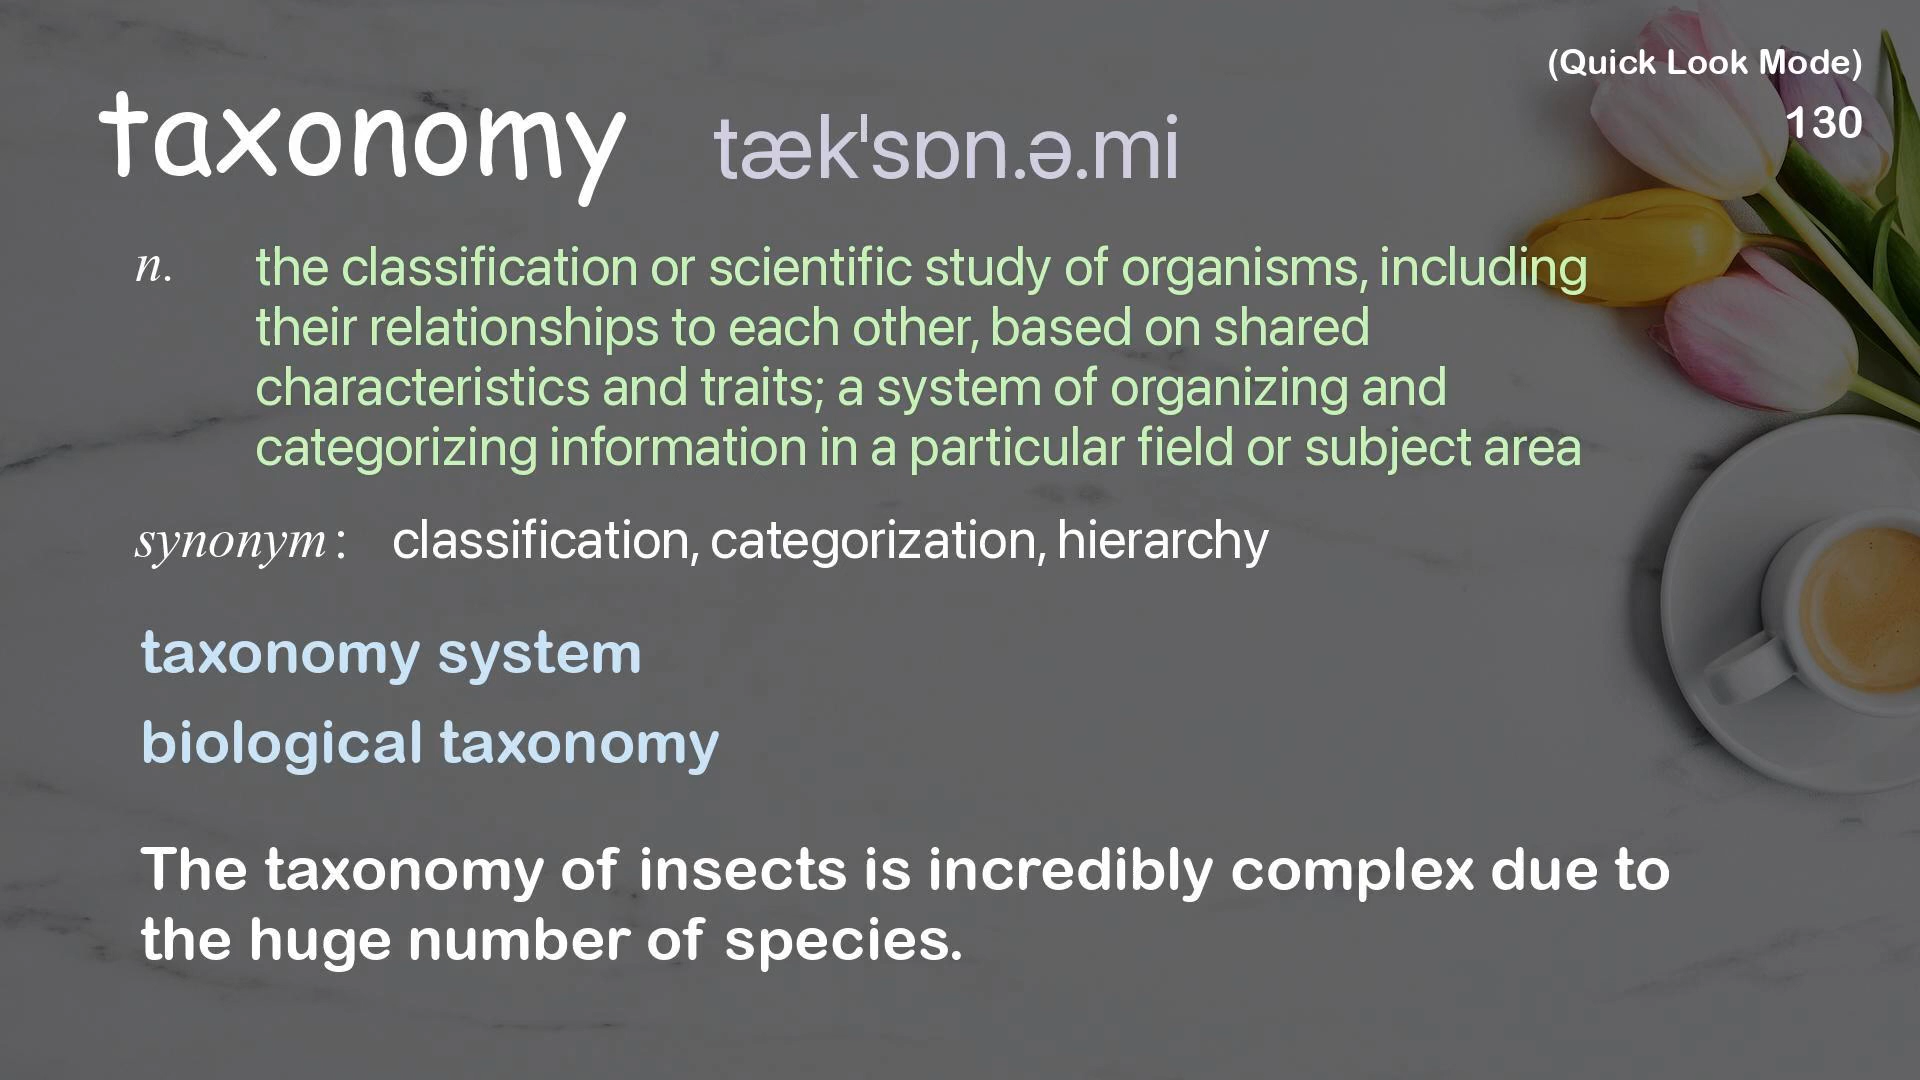 (Quick Look Mode)
130
taxonomy tæk'sɒn.ə.mi
n. the classification or scientific study of organisms, including
their relationships to each other, based on shared
characteristics and traits; a system of organizing and
categorizing information in a particular field or subject area
synonym: classification, categorization, hierarchy
taxonomy system
biological taxonomy
The taxonomy of insects is incredibly complex due to
the huge number of species.